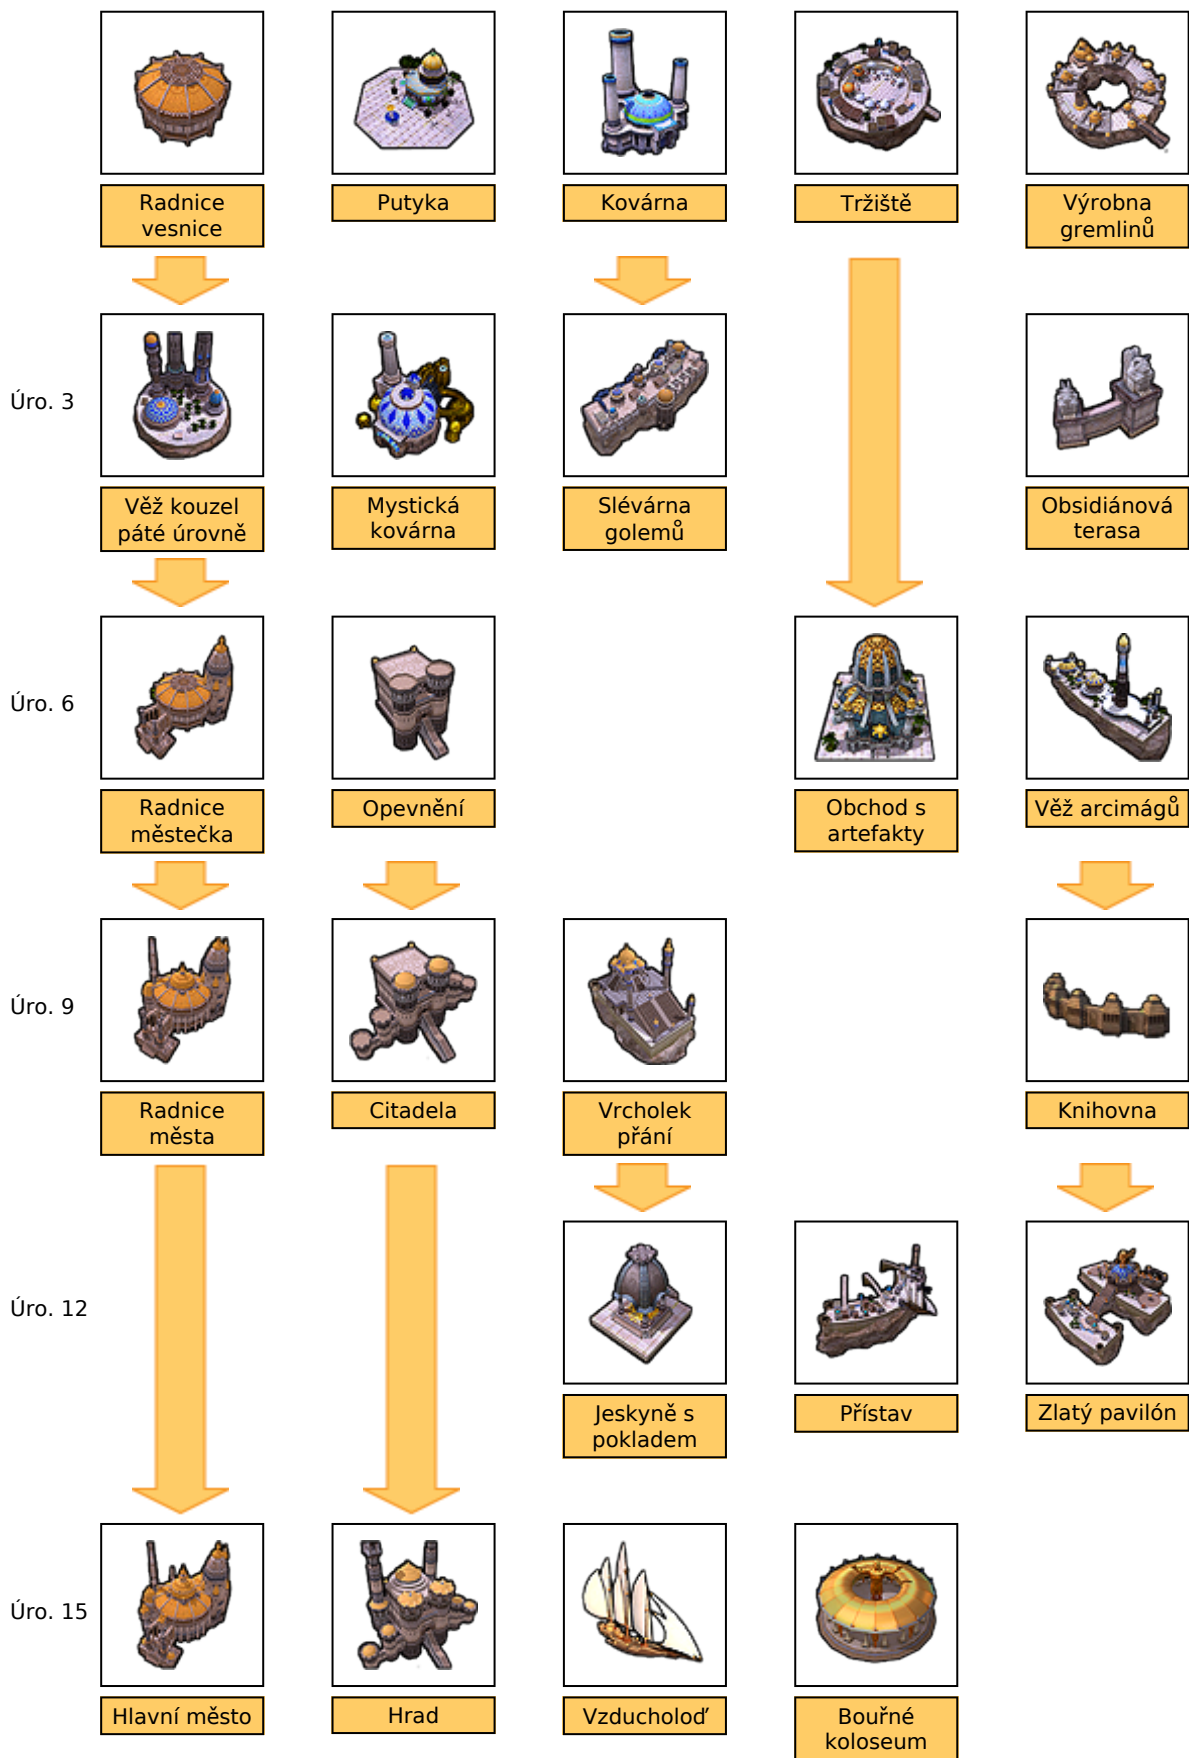 Radnice
vesnice
Putyka
Kovárna
Tržiště
Výrobna
gremlinů
Úro. 3
Věž kouzel
páté úrovně
Mystická
kovárna
Slévárna
golemů
Obsidiánová
terasa
Úro. 6
Radnice
městečka
Opevnění
Obchod s
artefakty
Věž arcimágů
Úro. 9
Radnice
města
Citadela
Vrcholek
přání
Knihovna
Úro. 12
Jeskyně s
pokladem
Přístav
Zlatý pavilón
Úro. 15
Hlavní město
Hrad
Vzducholoď
Bouřné
koloseum